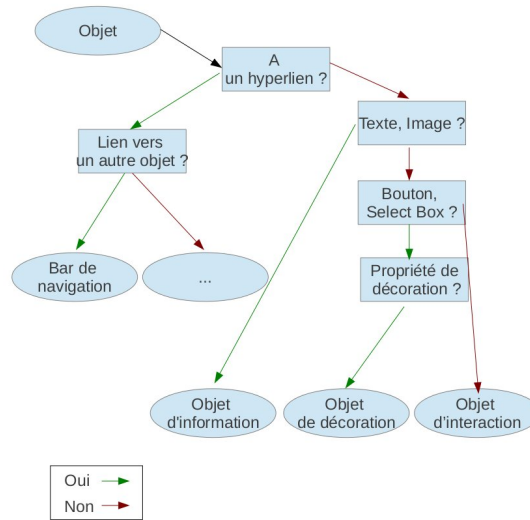 Objet
A
un hyperlien ?
Texte, Image ?
Lien vers
un autre objet ?
Bouton,
Select Box ?
Bar de
navigation
...
Propriété de
décoration ?
Objet
d'information
Objet
de décoration
Objet
d'interaction
Oui
Non